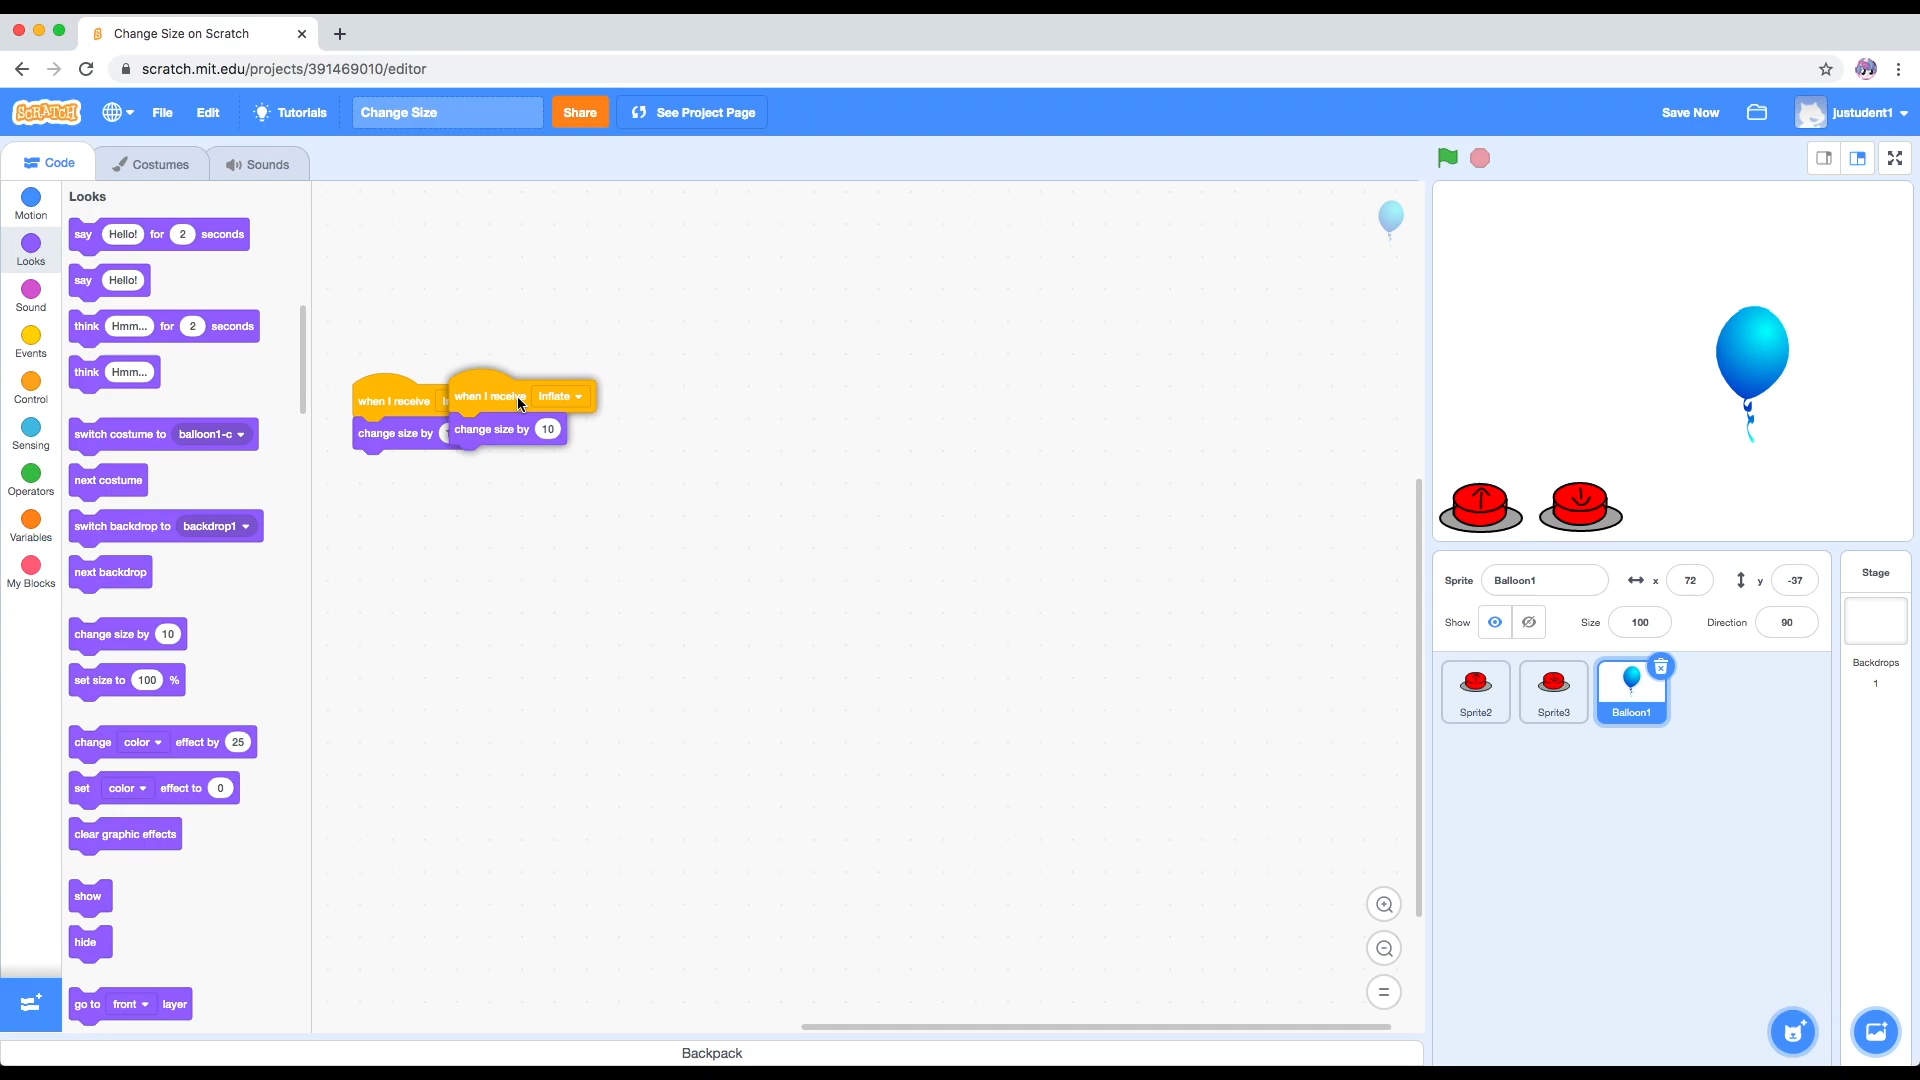 Change Size on Scratch
scratch.mit.edu/projects/391469010/editor
SCRATCH
File
Edit
Tutorials
Change Size
Share
See Project Page
Save Now
justudent1
Code
Costumes
Sounds
Motion
Looks
Sound
Events
Control
Sensing
Operators
Variables
My Blocks
Looks
say Hello! for 2 seconds
say Hello!
think Hmm... for 2 seconds
think Hmm...
switch costume to balloon1-c
next costume
switch backdrop to backdrop1
next backdrop
change size by 10
set size to 100 %
change color effect by 25
set color effect to 0
clear graphic effects
show
hide
go to front layer
when I receive
change size by
when I receive Inflate
change size by 10
Sprite Balloon1 x 72 y -37
Show Size 100 Direction 90
Sprite2
Sprite3
Balloon1
Stage
Backdrops
1
Backpack